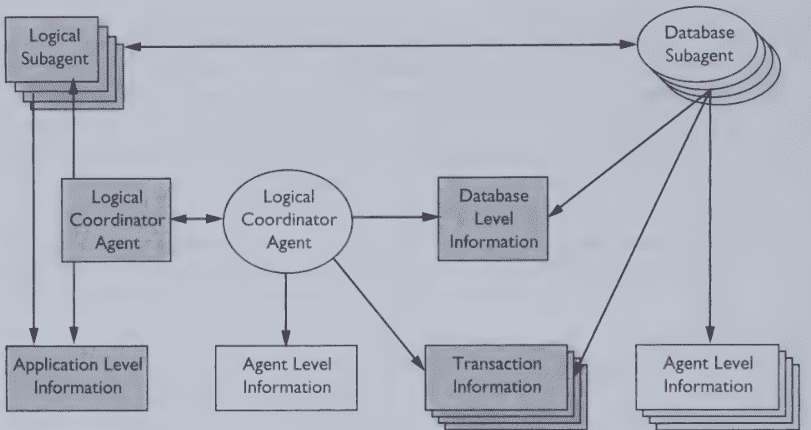 Logical
Subagent
Database
Subagent
Logical
Coordinator
Agent
Logical
Coordinator
Agent
Database
Level
Information
Application Level
Information
Agent Level
Information
Transaction
Information
Agent Level
Information